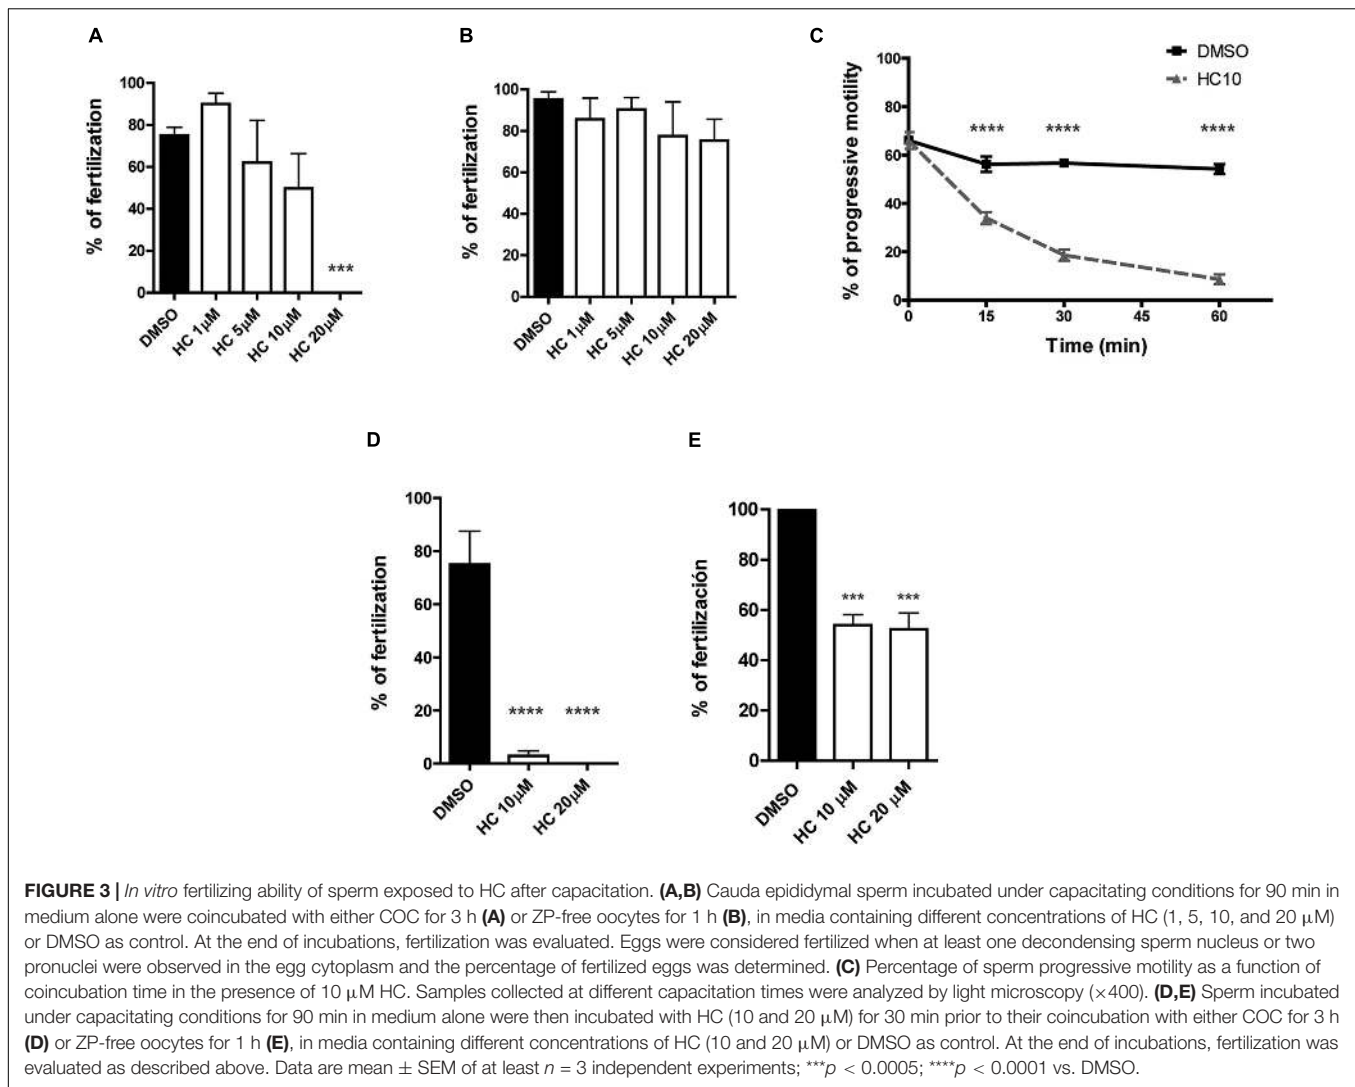 A
% of fertilization
100
80
60
40
20
0
***
DMSO
HC 1µM
HC 5µM
HC 10µM
HC 20µM
B
% of fertilization
100
80
60
40
20
0
DMSO
HC 1µM
HC 5µM
HC 10µM
HC 20µM
C
DMSO
HC10
% of progressive motility
100
80
60
40
20
0
**** **** ****
0 15 30 45 60
Time (min)
D
% of fertilization
100
80
60
40
20
0
**** ****
DMSO
HC 10µM
HC 20µM
E
% of fertilización
100
80
60
40
20
0
*** ***
DMSO
HC 10 µM
HC 20 µM
FIGURE 3 | In vitro fertilizing ability of sperm exposed to HC after capacitation. (A,B) Cauda epididymal sperm incubated under capacitating conditions for 90 min in
medium alone were coincubated with either COC for 3 h (A) or ZP-free oocytes for 1 h (B), in media containing different concentrations of HC (1, 5, 10, and 20 µM)
or DMSO as control. At the end of incubations, fertilization was evaluated. Eggs were considered fertilized when at least one decondensing sperm nucleus or two
pronuclei were observed in the egg cytoplasm and the percentage of fertilized eggs was determined. (C) Percentage of sperm progressive motility as a function of
coincubation time in the presence of 10 µM HC. Samples collected at different capacitation times were analyzed by light microscopy (×400). (D,E) Sperm incubated
under capacitating conditions for 90 min in medium alone were then incubated with HC (10 and 20 µM) for 30 min prior to their coincubation with either COC for 3 h
(D) or ZP-free oocytes for 1 h (E), in media containing different concentrations of HC (10 and 20 µM) or DMSO as control. At the end of incubations, fertilization was
evaluated as described above. Data are mean ± SEM of at least n = 3 independent experiments; ***p < 0.0005; ****p < 0.0001 vs. DMSO.